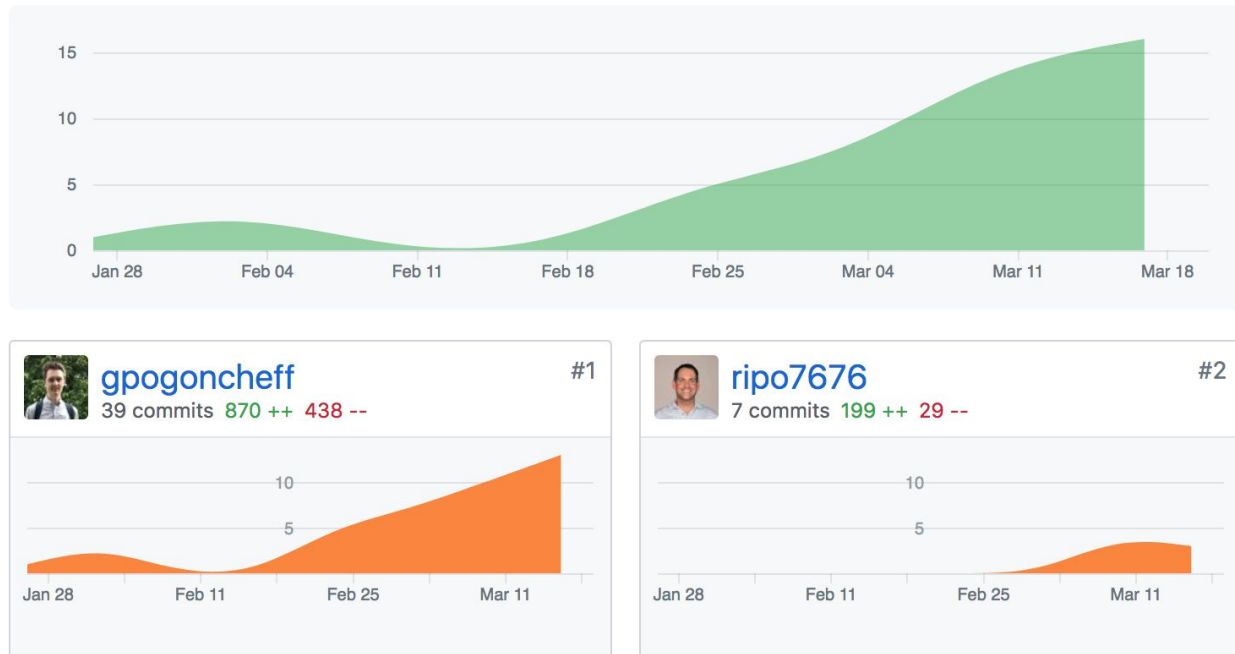 15
10
5
0
Jan 28 Feb 04 Feb 11 Feb 18 Feb 25 Mar 04 Mar 11 Mar 18
gpogoncheff #1
39 commits 870 ++ 438 --
10
5
Jan 28 Feb 11 Feb 25 Mar 11
ripo7676 #2
7 commits 199 ++ 29 --
10
5
Jan 28 Feb 11 Feb 25 Mar 11